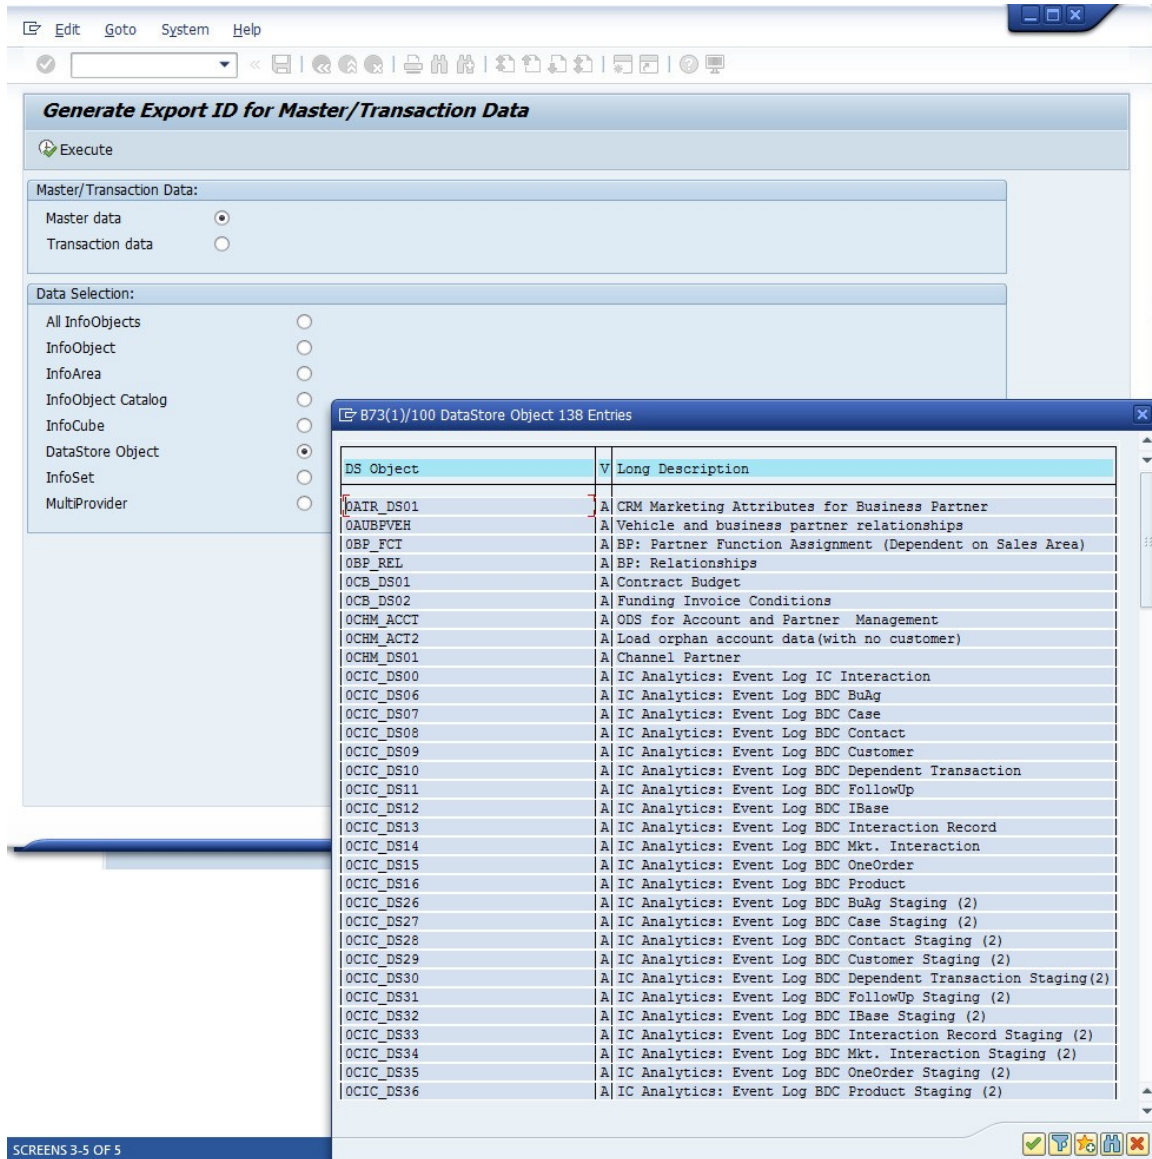 Edit Goto System Help
Generate Export ID for Master/Transaction Data
Execute
Master/Transaction Data:
Master data
Transaction data
Data Selection:
All InfoObjects
InfoObject
InfoArea
InfoObject Catalog
InfoCube
DataStore Object
InfoSet
MultiProvider
B73(1)/100 DataStore Object 138 Entries
DS Object V Long Description
0ATR_DS01 A CRM Marketing Attributes for Business Partner
0AUBPVEH A Vehicle and business partner relationships
0BP_FCT A BP: Partner Function Assignment (Dependent on Sales Area)
0BP_REL A BP: Relationships
0CB_DS01 A Contract Budget
0CB_DS02 A Funding Invoice Conditions
0CHM_ACCT A ODS for Account and Partner  Management
0CHM_ACT2 A Load orphan account data(with no customer)
0CHM_DS01 A Channel Partner
0CIC_DS00 A IC Analytics: Event Log IC Interaction
0CIC_DS06 A IC Analytics: Event Log BDC BuAg
0CIC_DS07 A IC Analytics: Event Log BDC Case
0CIC_DS08 A IC Analytics: Event Log BDC Contact
0CIC_DS09 A IC Analytics: Event Log BDC Customer
0CIC_DS10 A IC Analytics: Event Log BDC Dependent Transaction
0CIC_DS11 A IC Analytics: Event Log BDC FollowUp
0CIC_DS12 A IC Analytics: Event Log BDC IBase
0CIC_DS13 A IC Analytics: Event Log BDC Interaction Record
0CIC_DS14 A IC Analytics: Event Log BDC Mkt. Interaction
0CIC_DS15 A IC Analytics: Event Log BDC OneOrder
0CIC_DS16 A IC Analytics: Event Log BDC Product
0CIC_DS26 A IC Analytics: Event Log BDC BuAg Staging (2)
0CIC_DS27 A IC Analytics: Event Log BDC Case Staging (2)
0CIC_DS28 A IC Analytics: Event Log BDC Contact Staging (2)
0CIC_DS29 A IC Analytics: Event Log BDC Customer Staging (2)
0CIC_DS30 A IC Analytics: Event Log BDC Dependent Transaction Staging(2)
0CIC_DS31 A IC Analytics: Event Log BDC FollowUp Staging (2)
0CIC_DS32 A IC Analytics: Event Log BDC IBase Staging (2)
0CIC_DS33 A IC Analytics: Event Log BDC Interaction Record Staging (2)
0CIC_DS34 A IC Analytics: Event Log BDC Mkt. Interaction Staging (2)
0CIC_DS35 A IC Analytics: Event Log BDC OneOrder Staging (2)
0CIC_DS36 A IC Analytics: Event Log BDC Product Staging (2)
SCREENS 3-5 OF 5